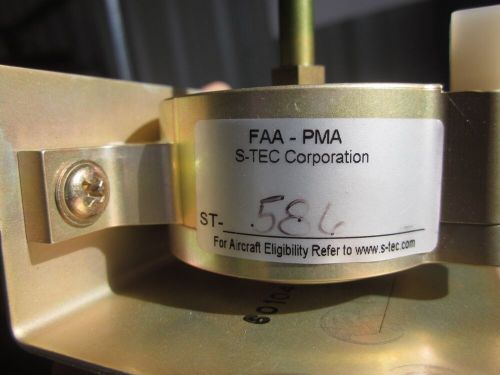 FAA - PMA
S-TEC Corporation
ST- 586
For Aircraft Eligibility Refer to www.s-tec.com